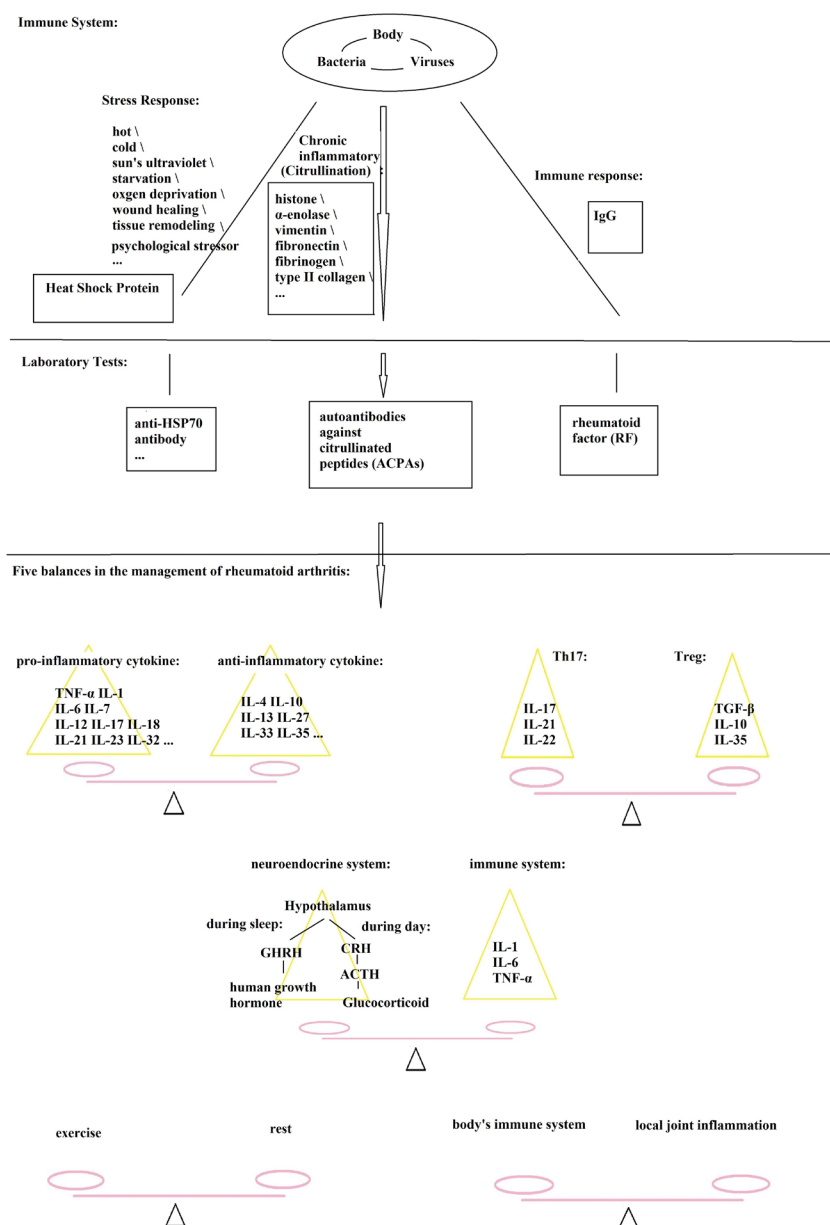 Immune System:
Body
Bacteria Viruses
Stress Response:
hot \
cold \
sun's ultraviolet \
starvation \
oxgen deprivation \
wound healing \
tissue remodeling \
psychological stressor
...
Heat Shock Protein
Chronic
inflammatory
(Citrullination) :
histone \
α-enolase \
vimentin \
fibronectin \
fibrinogen \
type II collagen \
...
Immune response:
IgG
Laboratory Tests:
anti-HSP70
antibody
...
autoantibodies
against
citrullinated
peptides (ACPAs)
rheumatoid
factor (RF)
Five balances in the management of rheumatoid arthritis:
pro-inflammatory cytokine:
TNF-α IL-1
IL-6 IL-7
IL-12 IL-17 IL-18
IL-21 IL-23 IL-32 ...
anti-inflammatory cytokine:
IL-4 IL-10
IL-13 IL-27
IL-33 IL-35 ...
Th17:
IL-17
IL-21
IL-22
Treg:
TGF-β
IL-10
IL-35
neuroendocrine system:
Hypothalamus
during sleep:
GHRH
human growth
hormone
during day:
CRH
ACTH
Glucocorticoid
immune system:
IL-1
IL-6
TNF-α
exercise
rest
body's immune system
local joint inflammation